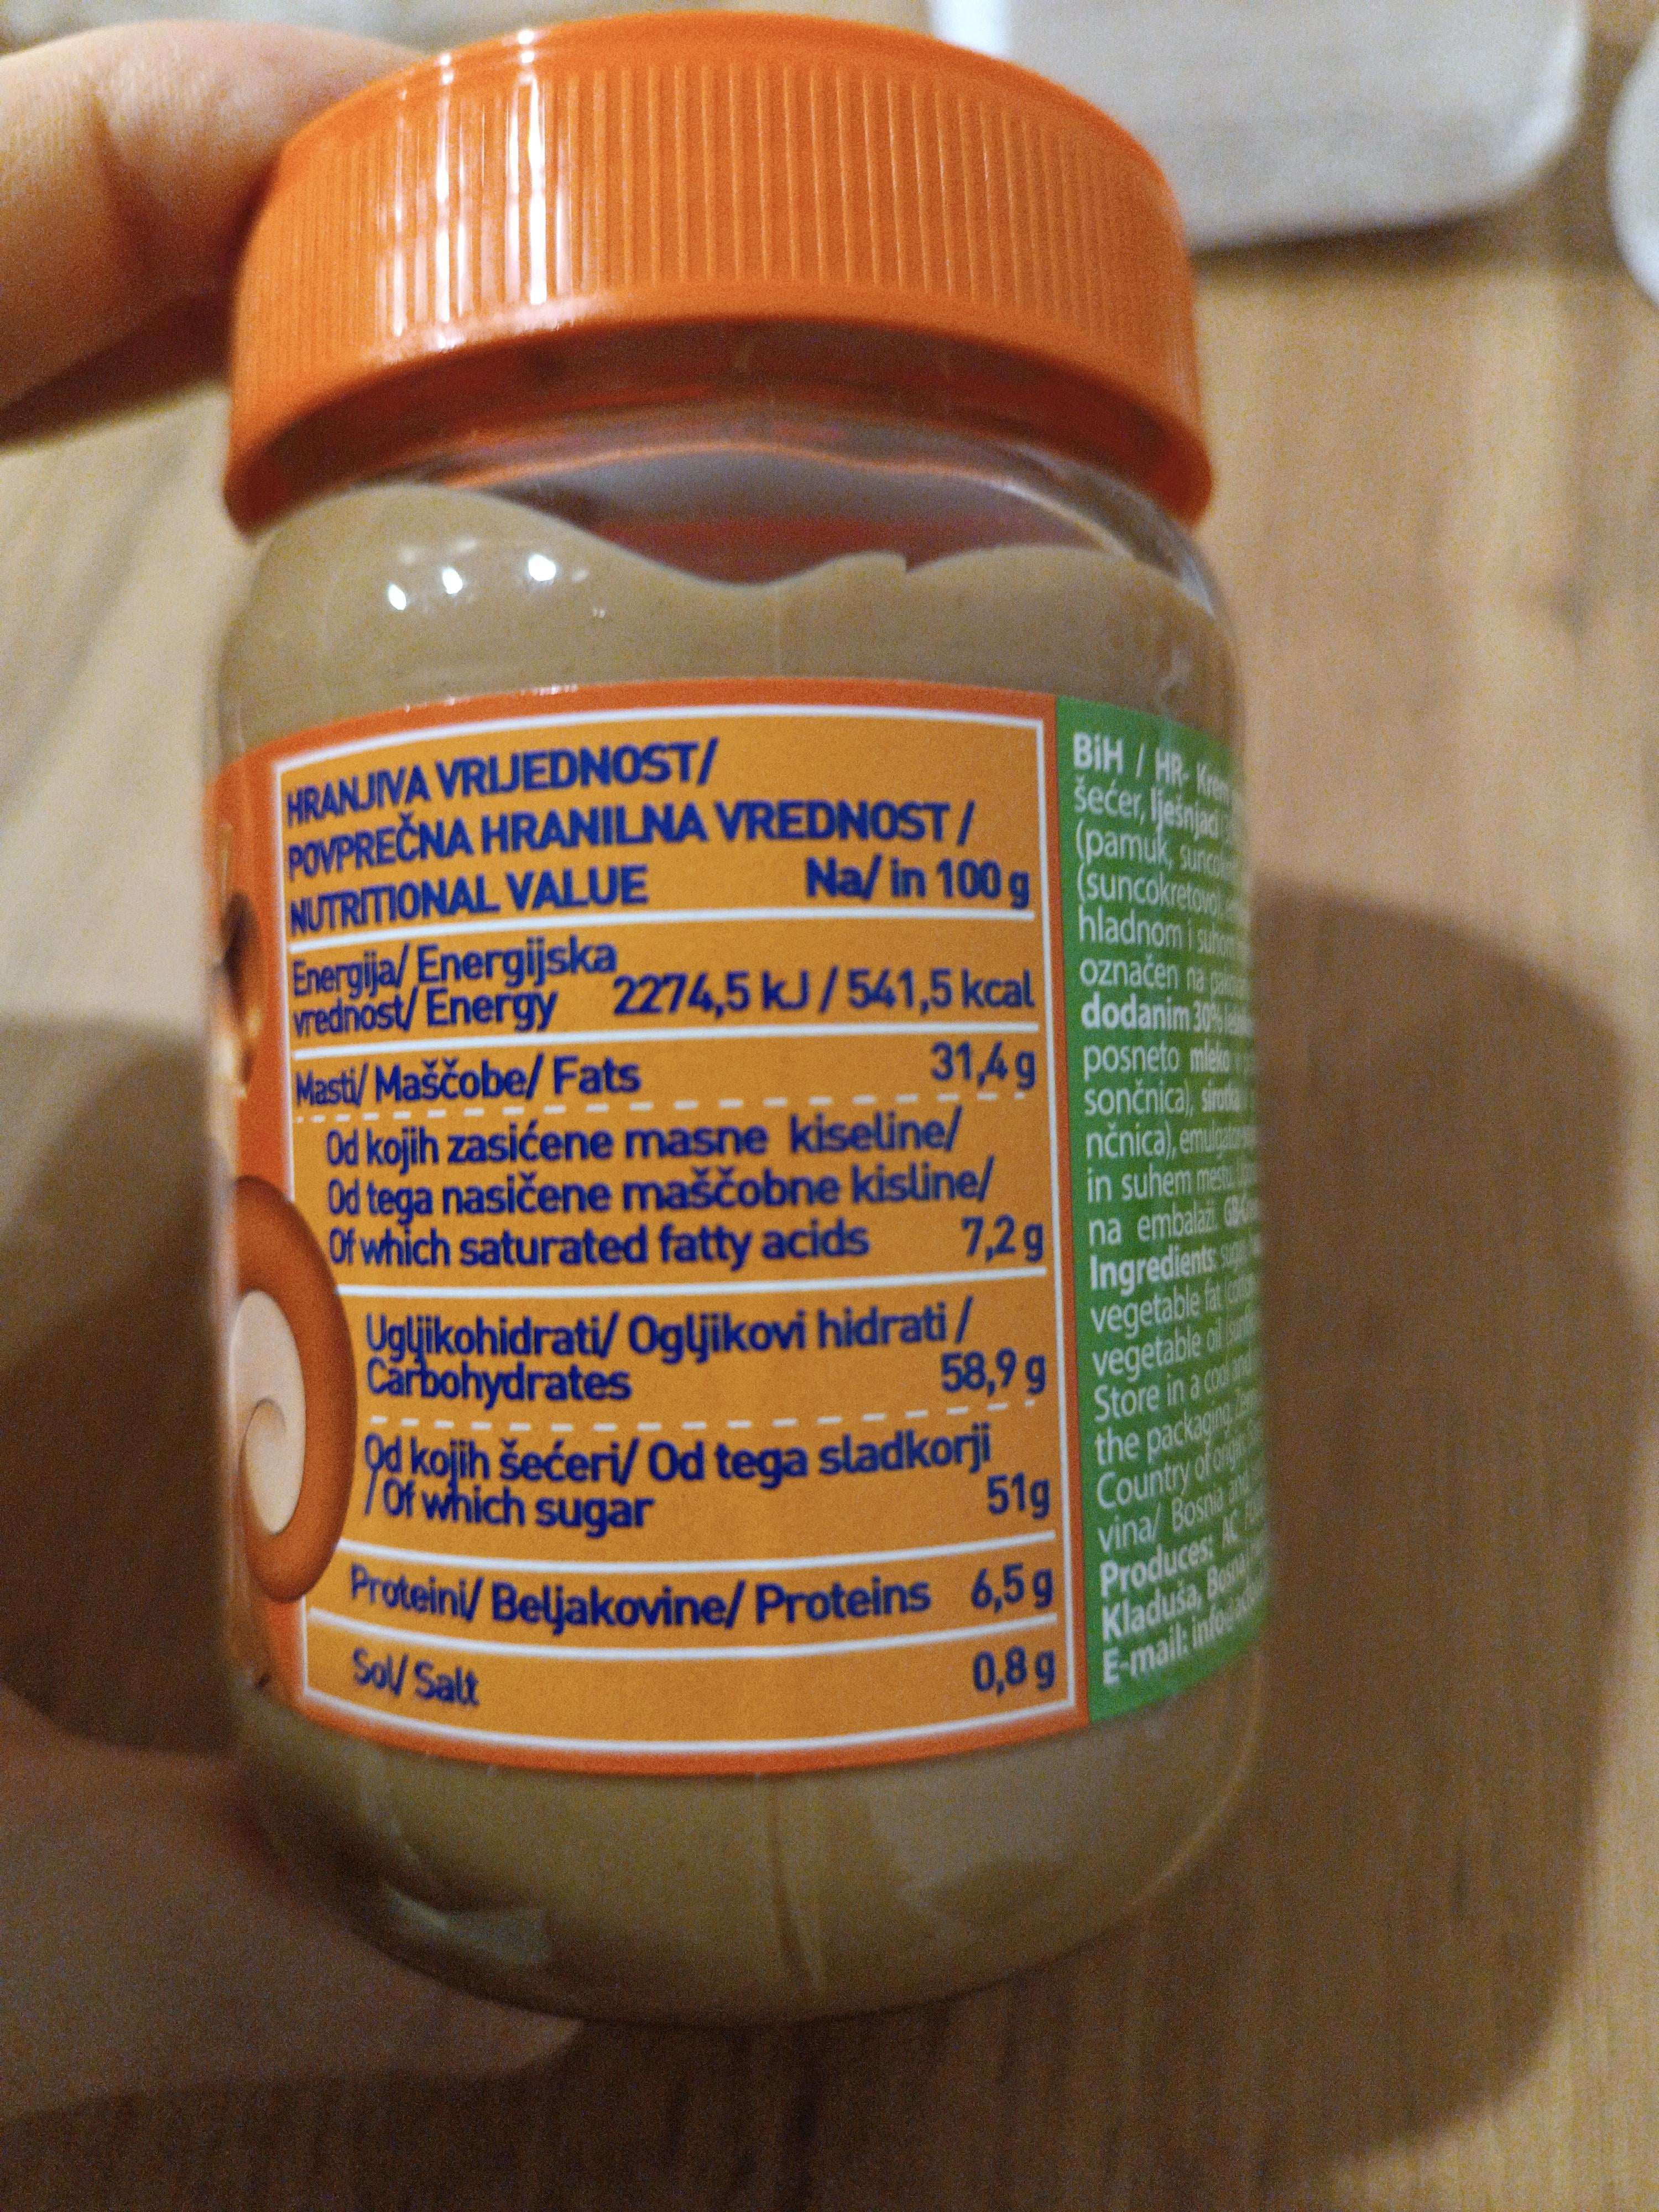 HRANJIVA VRIJEDNOST/
POVPREČNA HRANILNA VREDNOST /
NUTRITIONAL VALUE Na/ in 100 g
Energija/ Energijska
vrednost/ Energy 2274,5 kJ / 541,5 kcal
Masti/ Maščobe/ Fats 31,4 g
Od kojih zasićene masne kiseline/
Od tega nasičene maščobne kisline/
Of which saturated fatty acids 7,2 g
Ugljikohidrati/ Ogljikovi hidrati /
Carbohydrates 58,9 g
Od kojih šećeri/ Od tega sladkorji
/ Of which sugar 51g
Proteini/ Beljakovine/ Proteins 6,5 g
Sol/ Salt 0,8 g
BiH / HR- Krem
šećer, lješnjaci
(pamuk,
hladnom i
označen na
dodanim 30%
posneto mleko
sončnica),
nčnica),
in suhem mestu.
na embalaži.
Ingredients:
vegetable fat
vegetable oil
Store in a cool and
the packaging.
Country of origin
vina/ Bosnia and
Produces: AC
Kladuša,
E-mail: